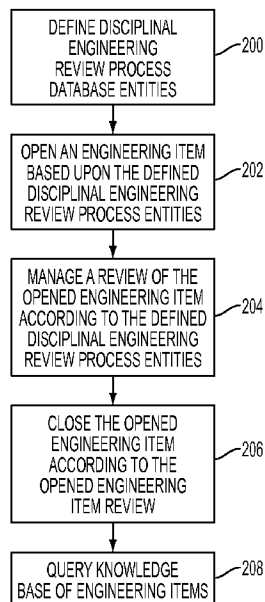 DEFINE DISCIPLINAL
ENGINEERING
REVIEW PROCESS
DATABASE ENTITIES
200
OPEN AN ENGINEERING ITEM
BASED UPON THE DEFINED
DISCIPLINAL ENGINEERING
REVIEW PROCESS ENTITIES
202
MANAGE A REVIEW OF THE
OPENED ENGINEERING ITEM
ACCORDING TO THE DEFINED
DISCIPLINAL ENGINEERING
REVIEW PROCESS ENTITIES
204
CLOSE THE OPENED
ENGINEERING ITEM
ACCORDING TO THE
OPENED ENGINEERING
ITEM REVIEW
206
QUERY KNOWLEDGE
BASE OF ENGINEERING ITEMS
208